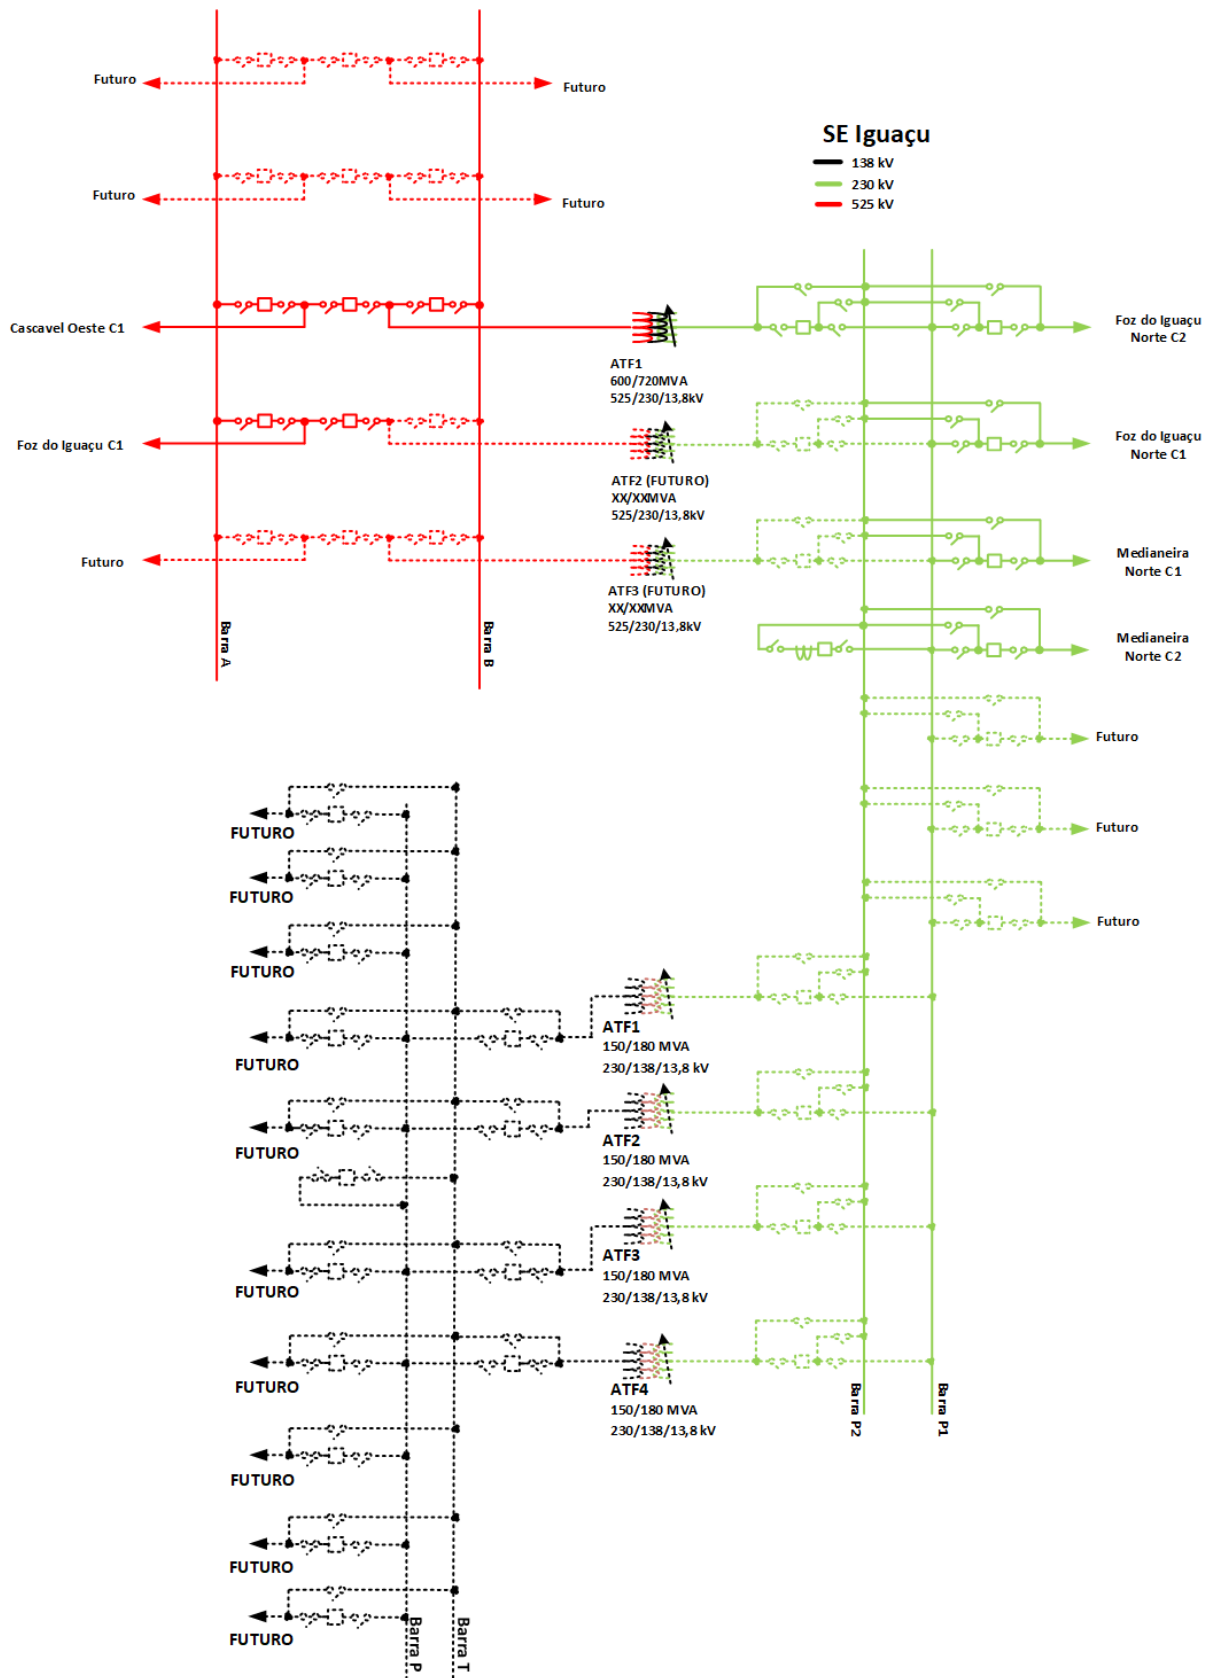 Futuro
Futuro
SE Iguaçu
138 kV
230 kV
525 kV
Futuro
Futuro
Cascavel Oeste C1
ATF1
600/720MVA
525/230/13,8kV
Foz do Iguaçu
Norte C2
Foz do Iguaçu C1
ATF2 (FUTURO)
XX/XXMVA
525/230/13,8kV
Foz do Iguaçu
Norte C1
Futuro
ATF3 (FUTURO)
XX/XXMVA
525/230/13,8kV
Medianeira
Norte C1
Barra A
Barra B
Medianeira
Norte C2
Futuro
Futuro
Futuro
FUTURO
FUTURO
FUTURO
FUTURO
ATF1
150/180 MVA
230/138/13,8 kV
FUTURO
ATF2
150/180 MVA
230/138/13,8 kV
FUTURO
ATF3
150/180 MVA
230/138/13,8 kV
FUTURO
ATF4
150/180 MVA
230/138/13,8 kV
Barra P2
Barra P1
FUTURO
FUTURO
FUTURO
Barra P
Barra T